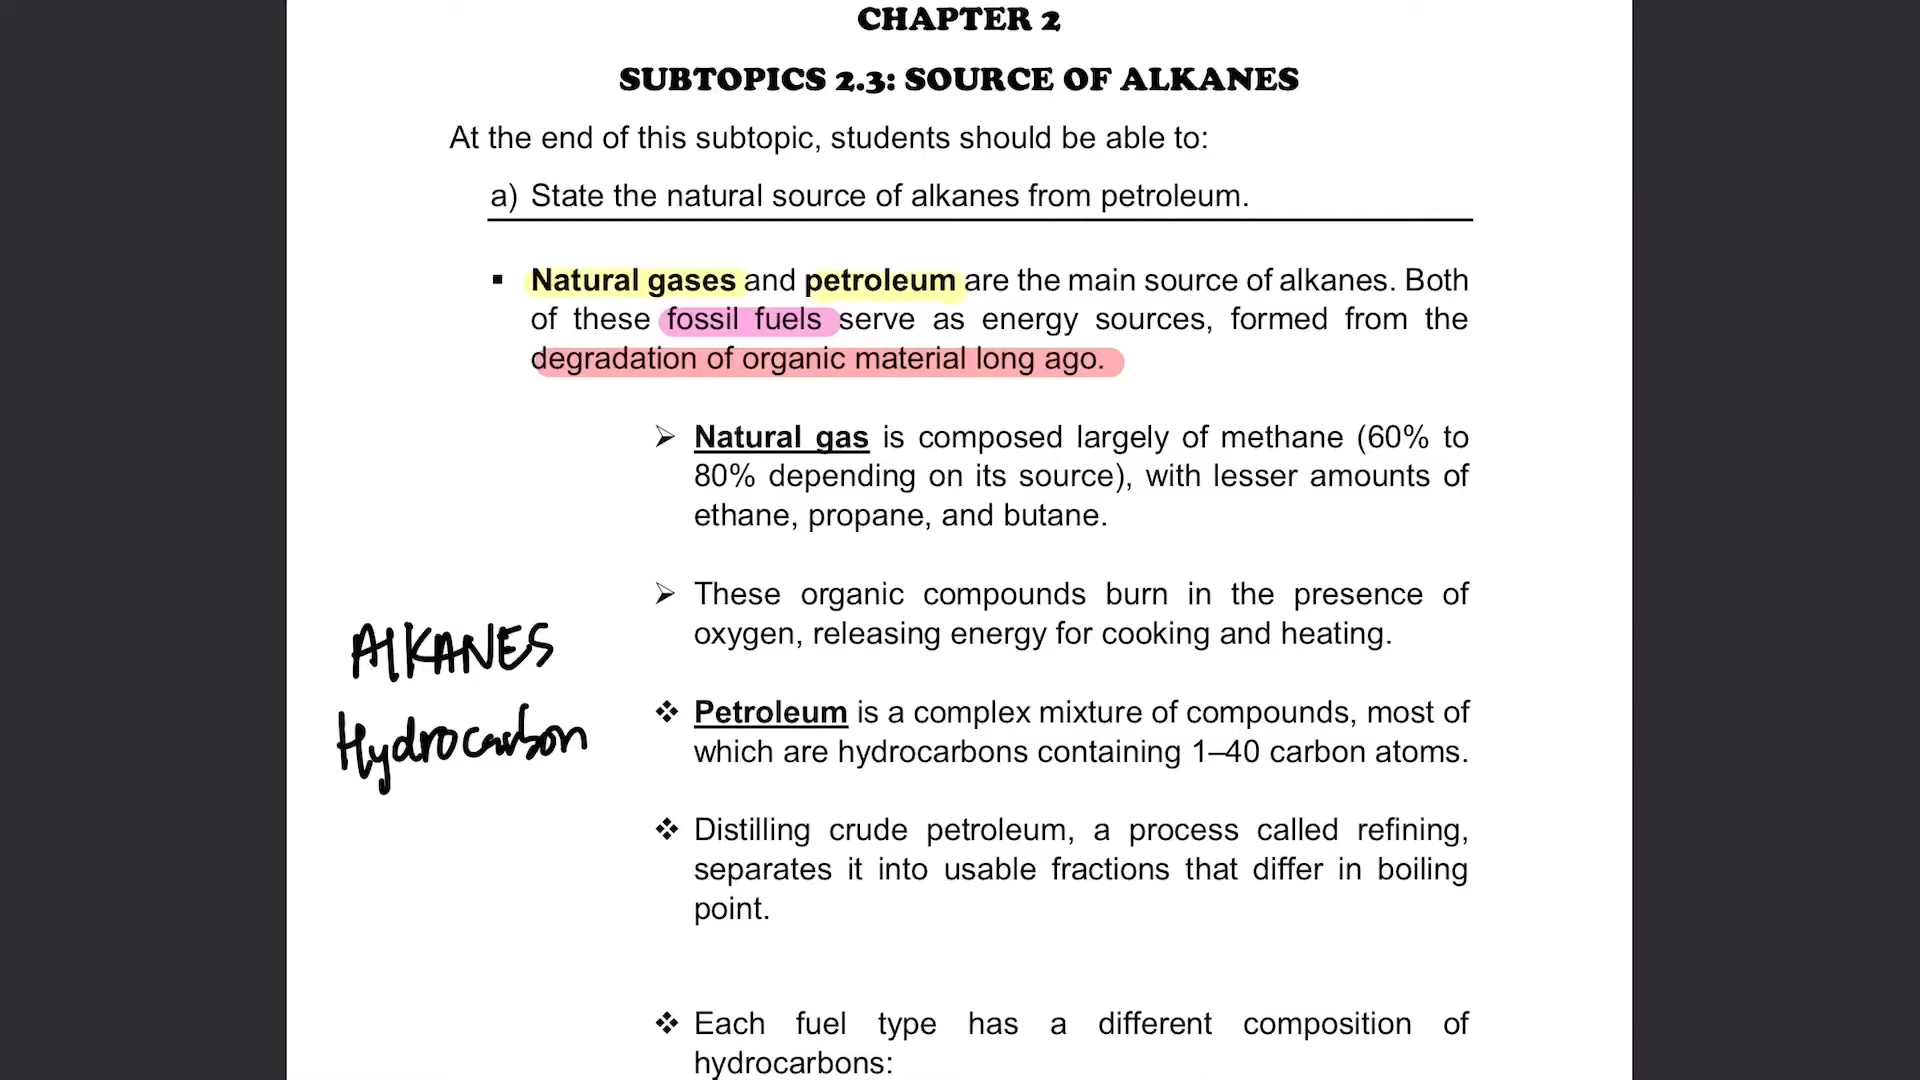 CHAPTER 2
SUBTOPICS 2.3: SOURCE OF ALKANES
At the end of this subtopic, students should be able to:
a) State the natural source of alkanes from petroleum.
▪ Natural gases and petroleum are the main source of alkanes. Both
of these fossil fuels serve as energy sources, formed from the
degradation of organic material long ago.
➢ Natural gas is composed largely of methane (60% to
80% depending on its source), with lesser amounts of
ethane, propane, and butane.
➢ These organic compounds burn in the presence of
oxygen, releasing energy for cooking and heating.
ALKANES
Hydrocarbon
❖ Petroleum is a complex mixture of compounds, most of
which are hydrocarbons containing 1–40 carbon atoms.
❖ Distilling crude petroleum, a process called refining,
separates it into usable fractions that differ in boiling
point.
❖ Each fuel type has a different composition of
hydrocarbons: